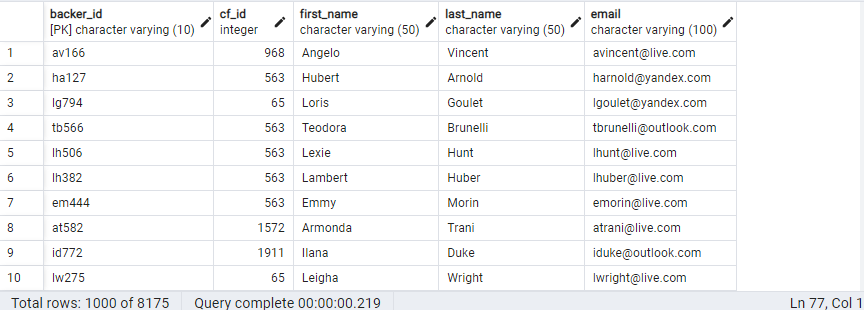 backer_id cf_id first_name last_name email
[PK] character varying (10) integer character varying (50) character varying (50) character varying (100)
1 av166 968 Angelo Vincent avincent@live.com
2 ha127 563 Hubert Arnold harnold@yandex.com
3 lg794 65 Loris Goulet lgoulet@yandex.com
4 tb566 563 Teodora Brunelli tbrunelli@outlook.com
5 lh506 563 Lexie Hunt lhunt@live.com
6 lh382 563 Lambert Huber lhuber@live.com
7 em444 563 Emmy Morin emorin@live.com
8 at582 1572 Armonda Trani atrani@live.com
9 id772 1911 Ilana Duke iduke@outlook.com
10 lw275 65 Leigha Wright lwright@live.com
Total rows: 1000 of 8175 Query complete 00:00:00.219 Ln 77, Col 1